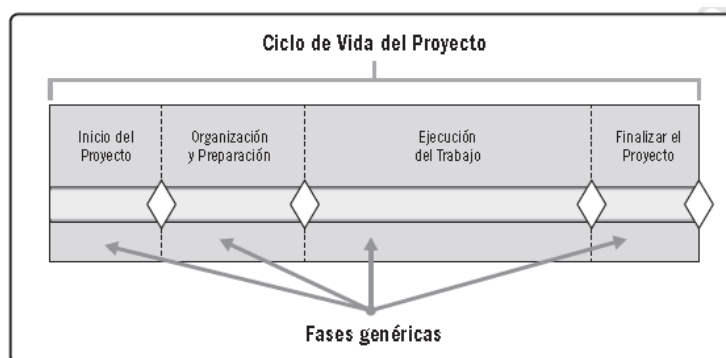 Ciclo de Vida del Proyecto
Inicio del
Proyecto
Organización
y Preparación
Ejecución
del Trabajo
Finalizar el
Proyecto
Fases genéricas